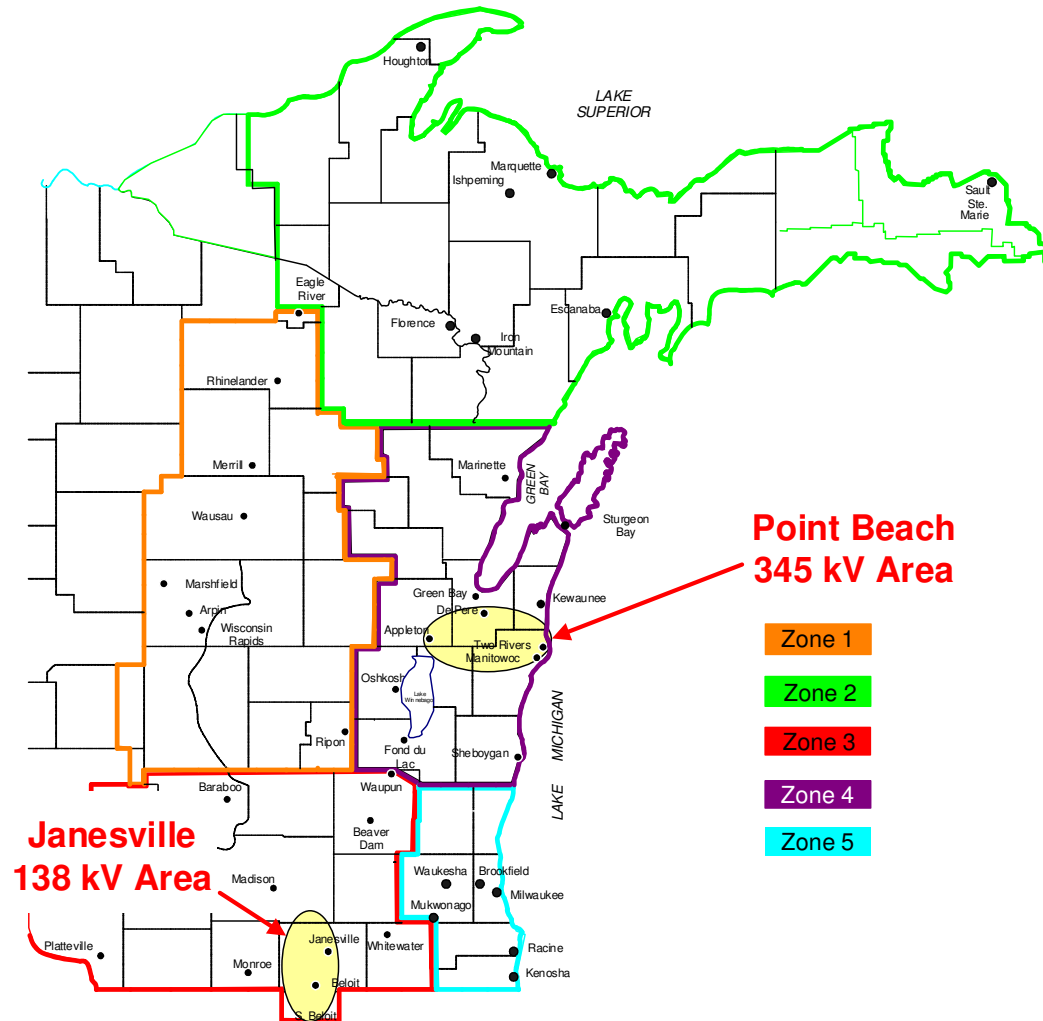 Houghton
LAKE
SUPERIOR
Marquette
Ishpeming
Sault
Ste.
Marie
Eagle
River
Florence
Escanaba
Iron
Mountain
Rhinelander
Merrill
Marinette
GREEN
BAY
Wausau
Sturgeon
Bay
Point Beach
345 kV Area
Marshfield
Arpin
Wisconsin
Rapids
Green Bay
De Pere
Kewaunee
Appleton
Two Rivers
Manitowoc
Oshkosh
Lake
Winnebago
Zone 1
Zone 2
Zone 3
Zone 4
Zone 5
Ripon
Fond du
Lac
Sheboygan
LAKE MICHIGAN
Waupun
Baraboo
Beaver
Dam
Janesville
138 kV Area
Madison
Waukesha
Brookfield
Milwaukee
Mukwonago
Platteville
Monroe
Janesville
Whitewater
Beloit
S. Beloit
Racine
Kenosha